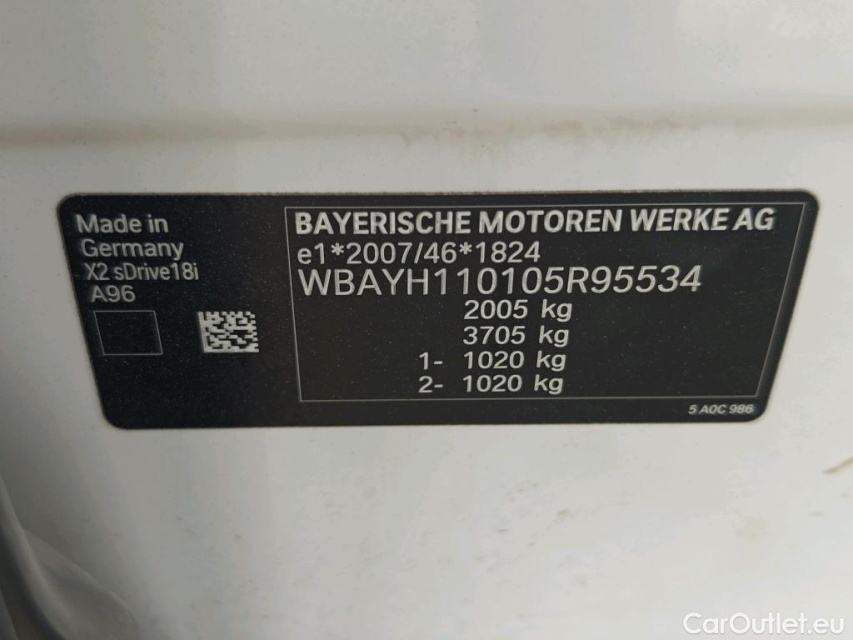 Made in
Germany
X2 sDrive18i
A96
BAYERISCHE MOTOREN WERKE AG
e1*2007/46*1824
WBAYH110105R95534
2005 kg
3705 kg
1- 1020 kg
2- 1020 kg
5 A0C 986
CarOutlet.eu